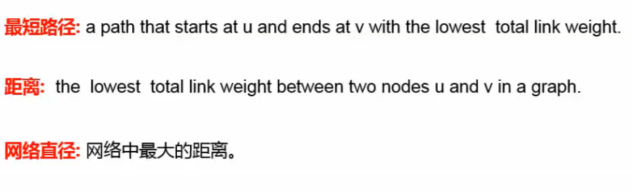 最短路径: a path that starts at u and ends at v with the lowest total link weight.
距离: the lowest total link weight between two nodes u and v in a graph.
网络直径: 网络中最大的距离。